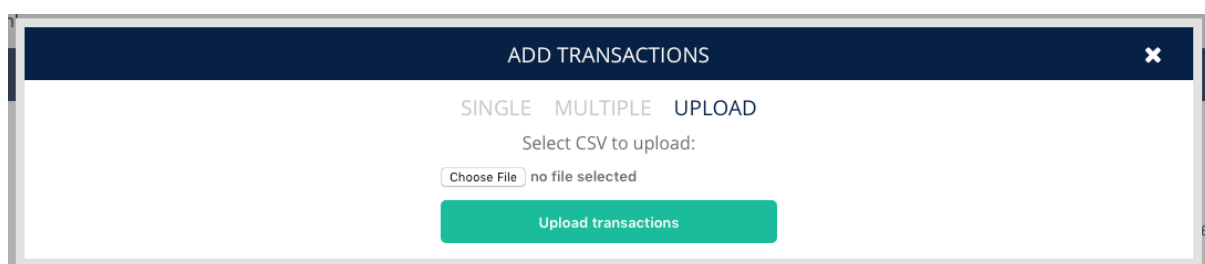 ADD TRANSACTIONS
SINGLE MULTIPLE UPLOAD
Select CSV to upload:
Choose File no file selected
Upload transactions